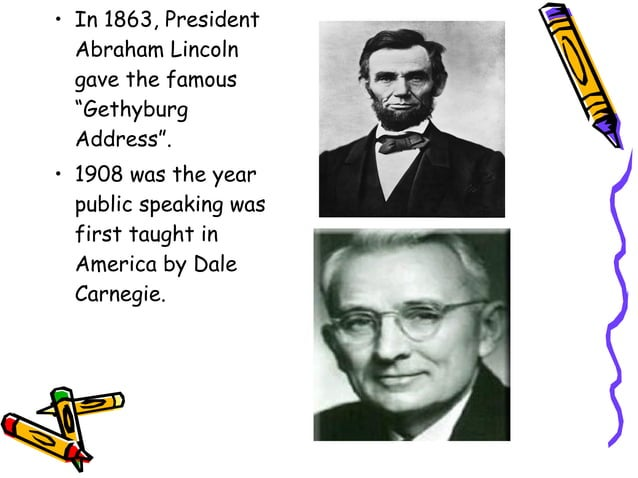 • In 1863, President
Abraham Lincoln
gave the famous
“Gethyburg
Address”.
• 1908 was the year
public speaking was
first taught in
America by Dale
Carnegie.